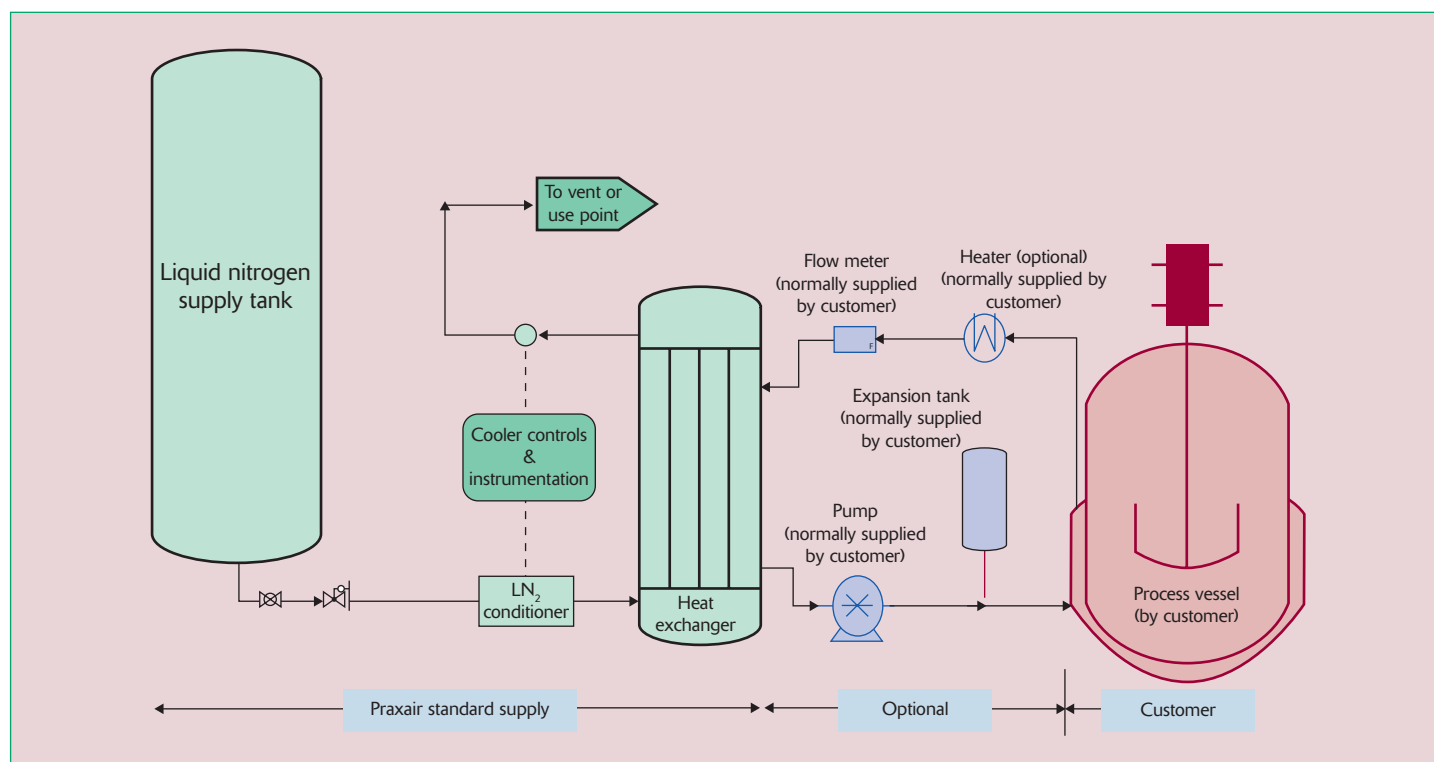 Liquid nitrogen
supply tank
To vent or
use point
Cooler controls
&
instrumentation
LN2
conditioner
Heat
exchanger
Flow meter
(normally supplied
by customer)
F
Heater (optional)
(normally supplied by
customer)
Expansion tank
(normally supplied
by customer)
Pump
(normally supplied
by customer)
Process vessel
(by customer)
Praxair standard supply
Optional
Customer